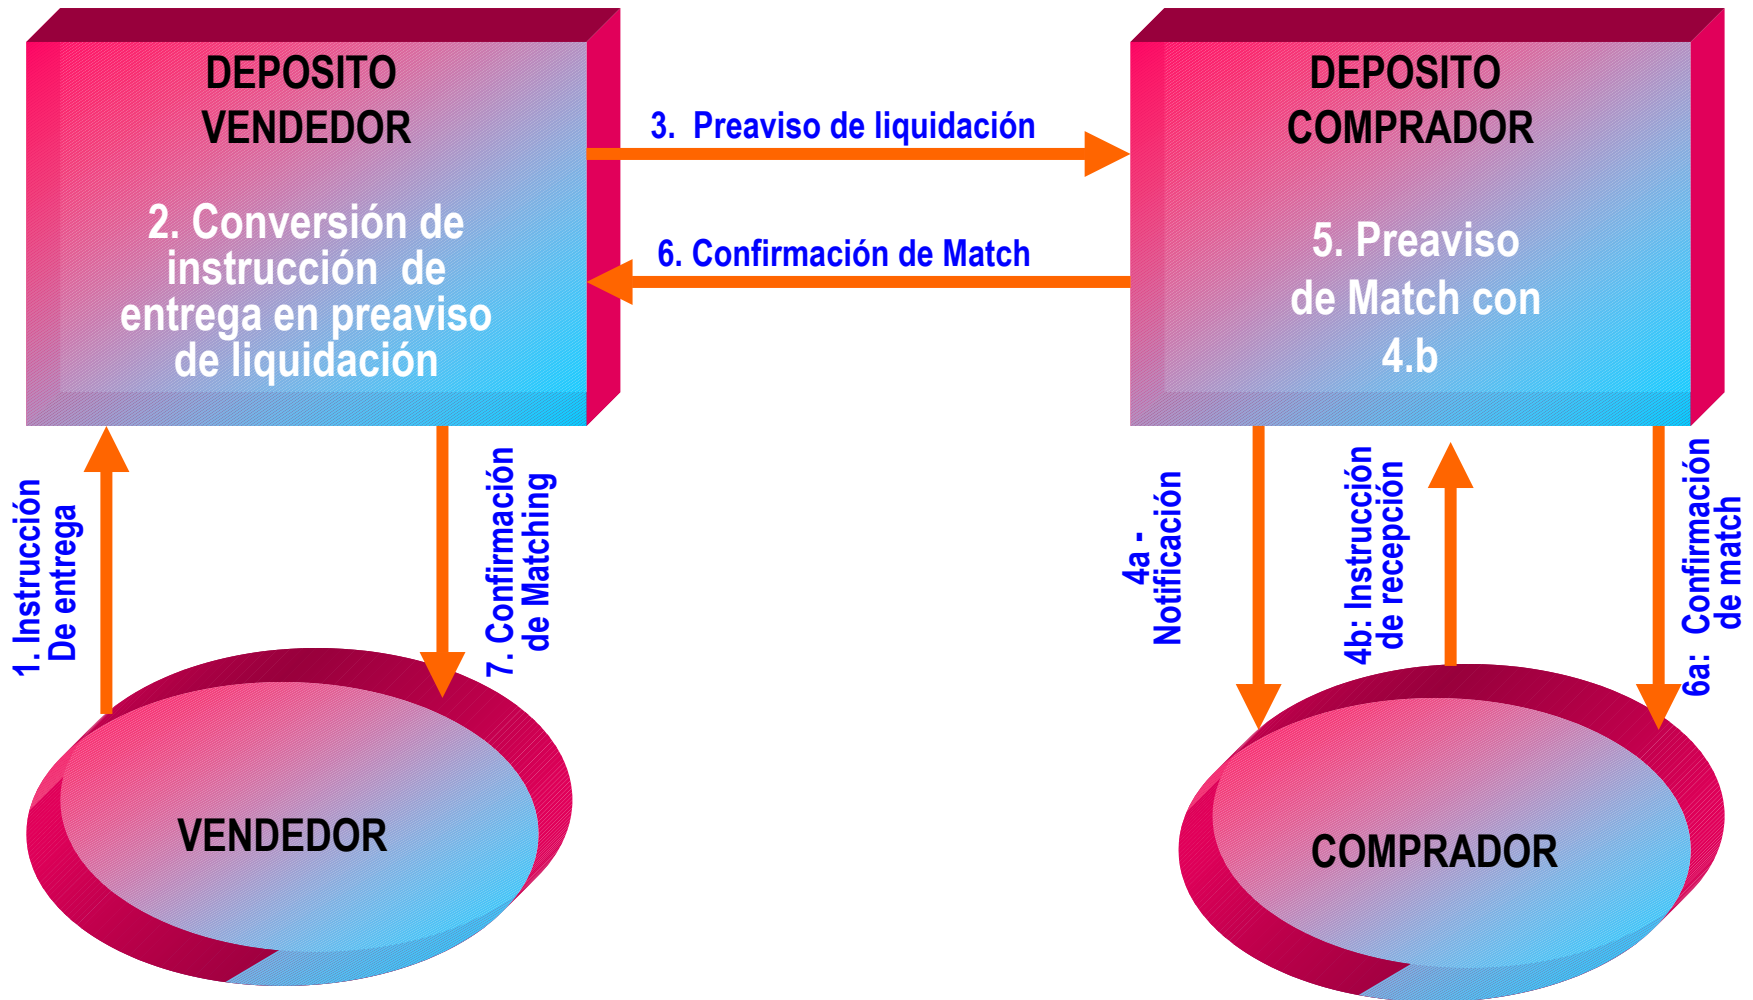 DEPOSITO
VENDEDOR
2. Conversión de
instrucción de
entrega en preaviso
de liquidación
3. Preaviso de liquidación
6. Confirmación de Match
DEPOSITO
COMPRADOR
5. Preaviso
de Match con
4.b
1. Instrucción
De entrega
7. Confirmación
de Matching
4a -
Notificación
4b: Instrucción
de recepción
6a: Confirmación
de match
VENDEDOR
COMPRADOR